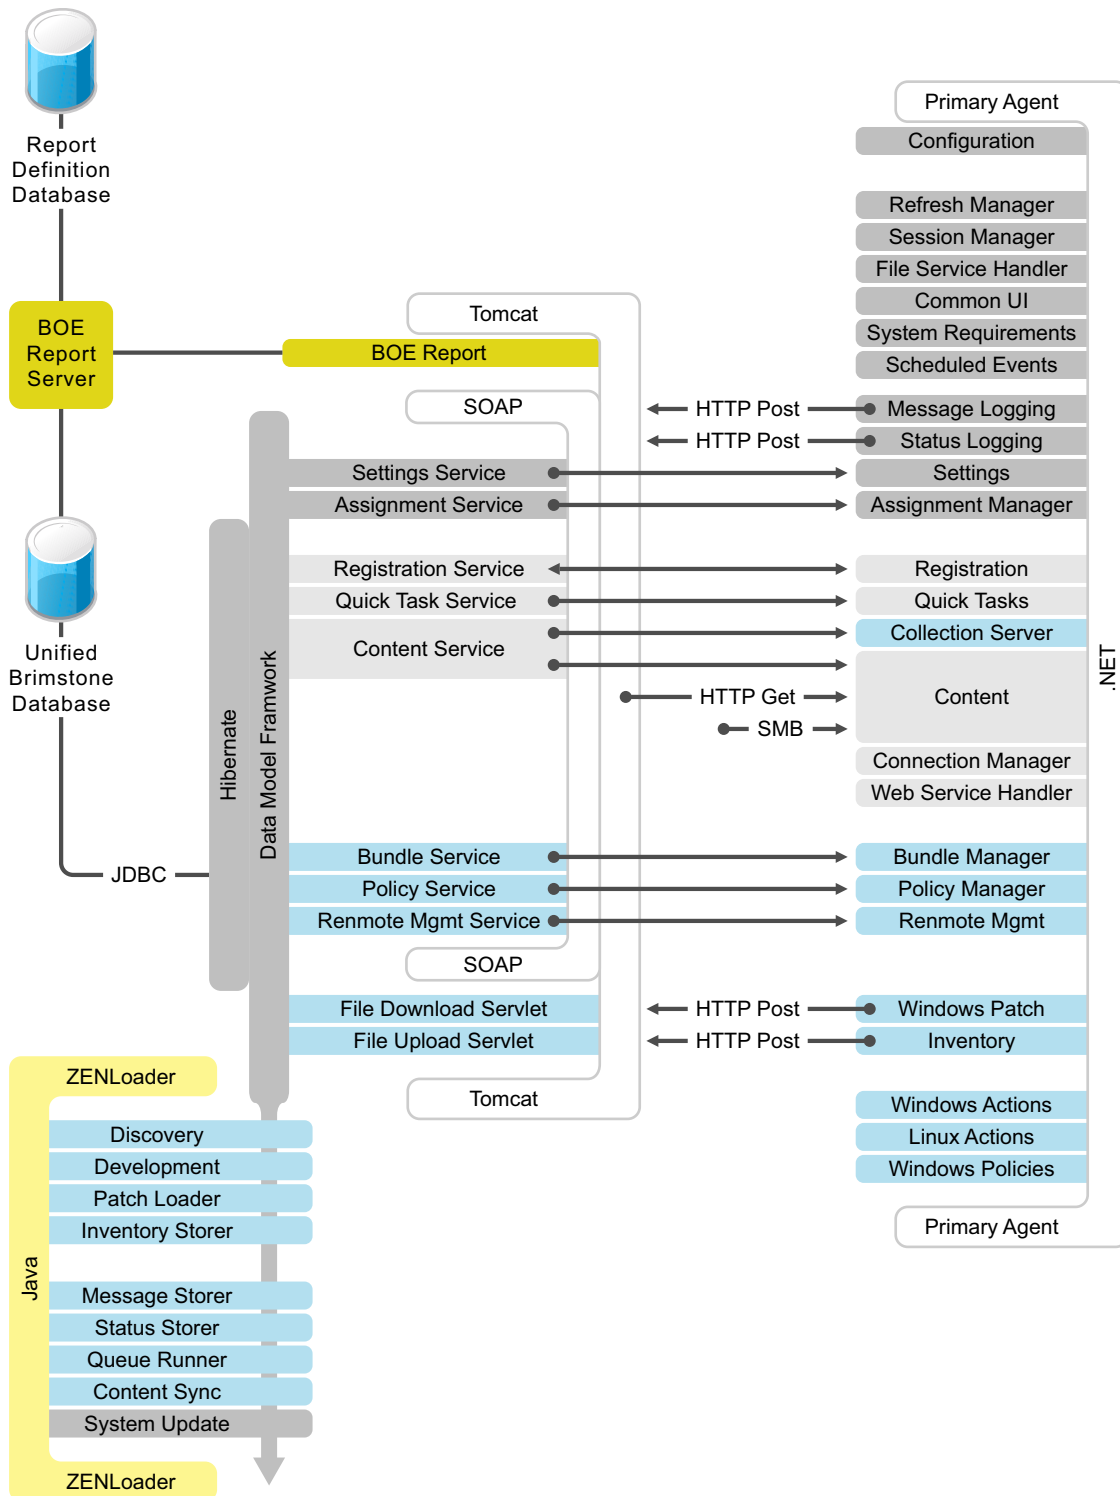 Report
Definition
Database
BOE
Report
Server
Unified
Brimstone
Database
JDBC
Hibernate
Data Model Framwork
Tomcat
BOE Report
SOAP
Settings Service
Assignment Service
Registration Service
Quick Task Service
Content Service
Bundle Service
Policy Service
Renmote Mgmt Service
SOAP
File Download Servlet
File Upload Servlet
Tomcat
HTTP Post
HTTP Post
HTTP Get
SMB
HTTP Post
HTTP Post
Primary Agent
Configuration
Refresh Manager
Session Manager
File Service Handler
Common UI
System Requirements
Scheduled Events
Message Logging
Status Logging
Settings
Assignment Manager
Registration
Quick Tasks
Collection Server
Content
Connection Manager
Web Service Handler
Bundle Manager
Policy Manager
Renmote Mgmt
Windows Patch
Inventory
Windows Actions
Linux Actions
Windows Policies
Primary Agent
.NET
ZENLoader
Java
Discovery
Development
Patch Loader
Inventory Storer
Message Storer
Status Storer
Queue Runner
Content Sync
System Update
ZENLoader